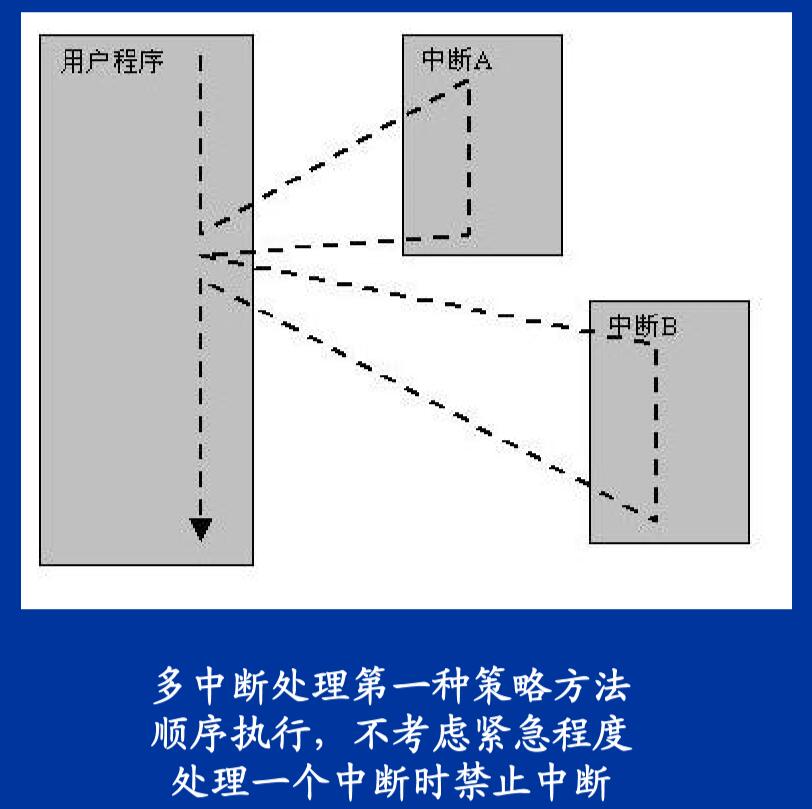 用户程序
中断A
中断B
多中断处理第一种策略方法
顺序执行，不考虑紧急程度
处理一个中断时禁止中断